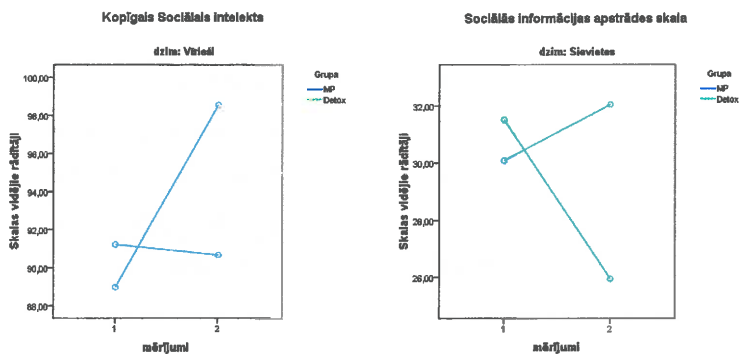 Kopīgais Sociālais Intelekts
dzim: Vīrieši
Skalas vidējie rādītāji
100,00
98,00
96,00
94,00
92,00
90,00
88,00
1
2
mērījumi
Grupa
MP
Detox
Sociālās informācijas apstrādes skala
dzim: Sievietes
Skalas vidējie rādītāji
32,00
30,00
28,00
26,00
1
2
mērījumi
Grupa
MP
Detox